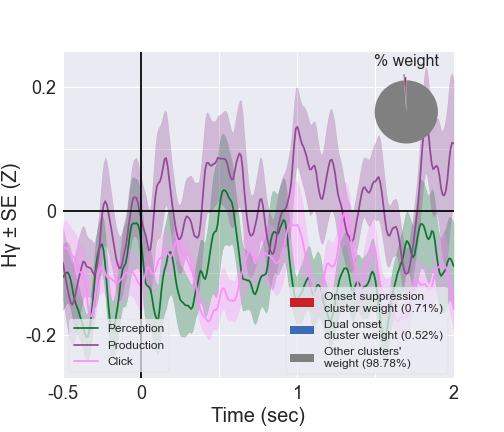 % weight
Hγ ± SE (Z)
0.2
0
-0.2
Perception
Production
Click
Onset suppression
cluster weight (0.71%)
Dual onset
cluster weight (0.52%)
Other clusters'
weight (98.78%)
-0.5
0
1
2
Time (sec)